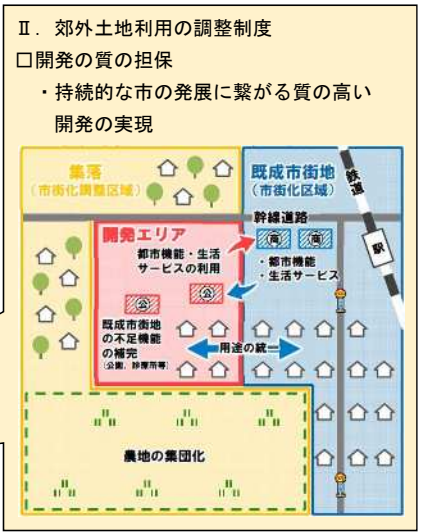 Ⅱ．郊外土地利用の調整制度
□開発の質の担保
・持続的な市の発展に繋がる質の高い
開発の実現
集落
(市街化調整区域)
既成市街地
(市街化区域)
鉄道
駅
幹線道路
開発エリア
商
商
都市機能・生活
サービスの利用
・都市機能
・生活サービス
公
公
既成市街地
の不足機能
の補完
(公園、診療所等)
用途の統一
農地の集団化